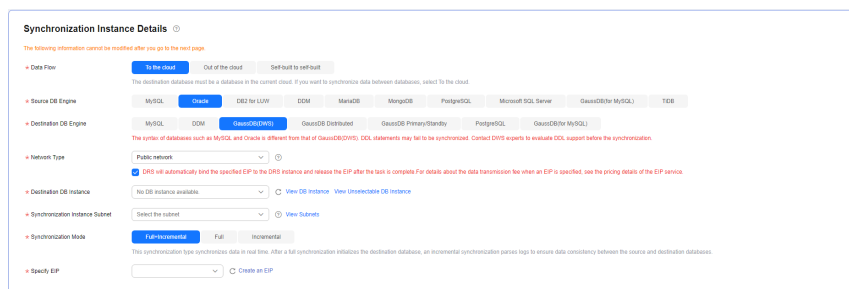 Synchronization Instance Details
The following information cannot be modified after you go to the next page.
* Data Flow To the cloud Out of the cloud Self-built to self-built
The destination database must be a database in the current cloud. If you want to synchronize data between databases, select To the cloud.
* Source DB Engine MySQL Oracle DB2 for LUW DDM MariaDB MongoDB PostgreSQL Microsoft SQL Server GaussDB(for MySQL) TiDB
* Destination DB Engine MySQL DDM GaussDB(DWS) GaussDB Distributed GaussDB Primary/Standby PostgreSQL GaussDB(for MySQL)
The syntax of databases such as MySQL and Oracle is different from that of GaussDB(DWS). DDL statements may fail to be synchronized. Contact DWS experts to evaluate DDL support before the synchronization.
* Network Type Public network
DRS will automatically bind the specified EIP to the DRS instance and release the EIP after the task is complete.For details about the data transmission fee when an EIP is specified, see the pricing details of the EIP service.
* Destination DB Instance No DB instance available. View DB Instance View Unselectable DB Instance
* Synchronization Instance Subnet Select the subnet View Subnets
* Synchronization Mode Full+Incremental Full Incremental
This synchronization type synchronizes data in real time. After a full synchronization initializes the destination database, an incremental synchronization parses logs to ensure data consistency between the source and destination databases.
* Specify EIP Create an EIP